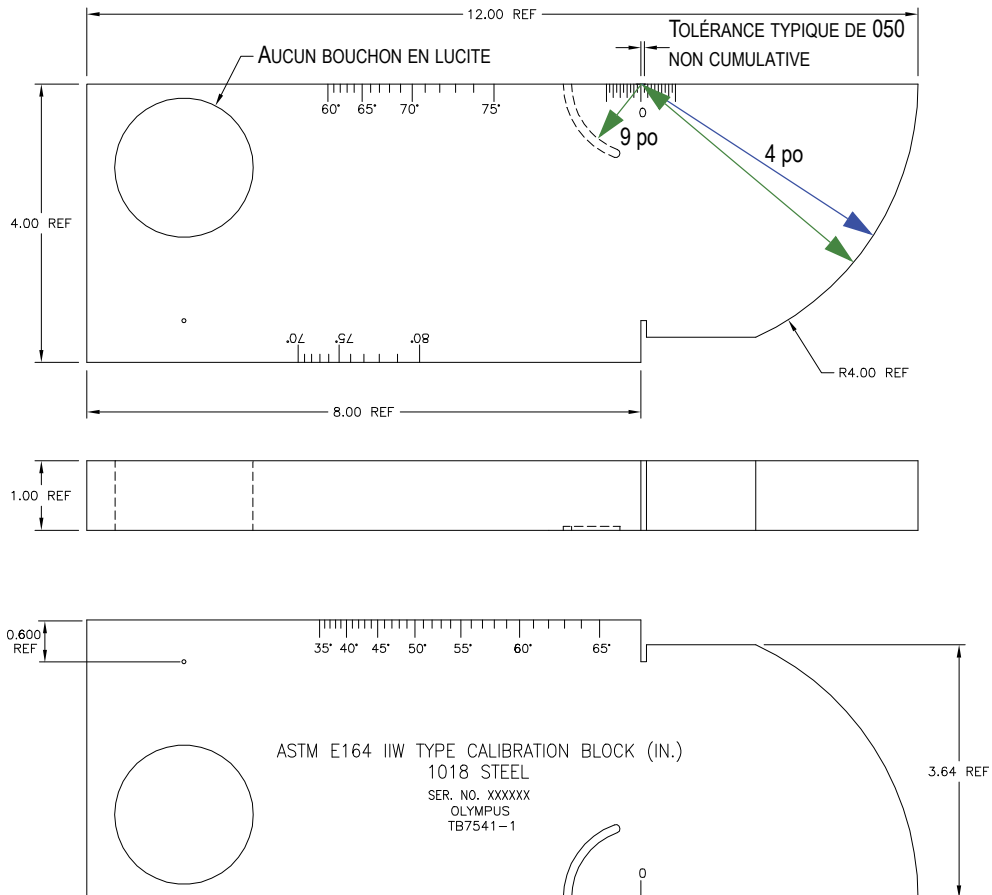 12.00 REF
TOLÉRANCE TYPIQUE DE 050
NON CUMULATIVE
AUCUN BOUCHON EN LUCITE
60° 65° 70° 75°
0
9 po
4 po
4.00 REF
70° 75° 80°
R4.00 REF
8.00 REF
1.00 REF
0.600
REF
35° 40° 45° 50° 55° 60° 65°
ASTM E164 IIW TYPE CALIBRATION BLOCK (IN.)
1018 STEEL
SER. NO. XXXXXX
OLYMPUS
TB7541-1
3.64 REF
0